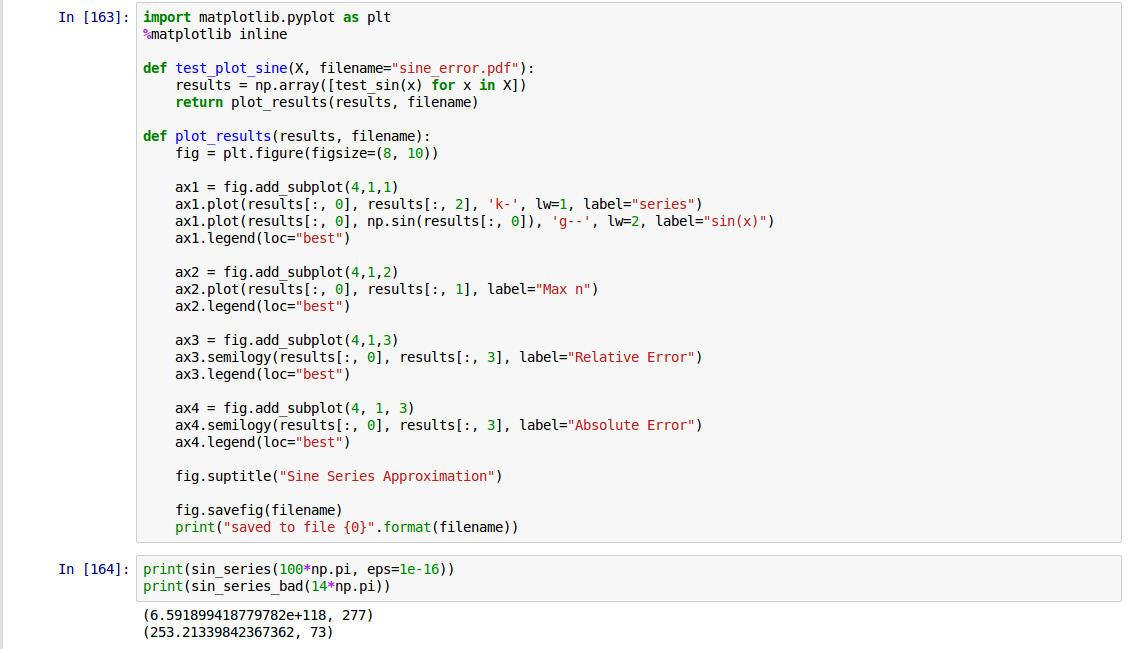 In [163]: import matplotlib.pyplot as plt
%matplotlib inline

def test_plot_sine(X, filename="sine_error.pdf"):
    results = np.array([test_sin(x) for x in X])
    return plot_results(results, filename)

def plot_results(results, filename):
    fig = plt.figure(figsize=(8, 10))

    ax1 = fig.add_subplot(4,1,1)
    ax1.plot(results[:, 0], results[:, 2], 'k-', lw=1, label="series")
    ax1.plot(results[:, 0], np.sin(results[:, 0]), 'g--', lw=2, label="sin(x)")
    ax1.legend(loc="best")

    ax2 = fig.add_subplot(4,1,2)
    ax2.plot(results[:, 0], results[:, 1], label="Max n")
    ax2.legend(loc="best")

    ax3 = fig.add_subplot(4,1,3)
    ax3.semilogy(results[:, 0], results[:, 3], label="Relative Error")
    ax3.legend(loc="best")

    ax4 = fig.add_subplot(4, 1, 3)
    ax4.semilogy(results[:, 0], results[:, 3], label="Absolute Error")
    ax4.legend(loc="best")

    fig.suptitle("Sine Series Approximation")

    fig.savefig(filename)
    print("saved to file {0}".format(filename))
In [164]: print(sin_series(100*np.pi, eps=1e-16))
print(sin_series_bad(14*np.pi))
(6.591899418779782e+118, 277)
(253.21339842367362, 73)